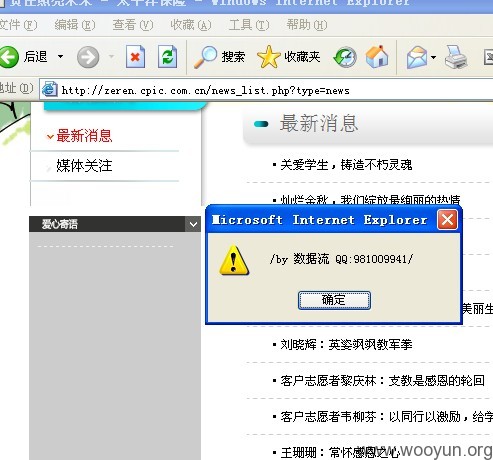 责任照亮未来 - 太平洋保险 - Windows Internet Explorer
文件(F) 编辑(E) 查看(V) 收藏(A) 工具(T) 帮助(H)
后退 搜索 收藏夹
地址(D) http://zeren.cpic.com.cn/news_list.php?type=news
最新消息
媒体关注
爱心寄语
最新消息
·关爱学生，铸造不朽灵魂
·灿烂金秋，我们绽放最绚丽的热情
Microsoft Internet Explorer
/by 数据流 QQ:981009941/
确定
美丽生
·刘晓辉：英姿飒飒教军拳
·客户志愿者黎庆林：支教是感恩的轮回
·客户志愿者韦柳芬：以同行以激励，给学
·王珊珊：常怀感恩之心
www.wooyun.org